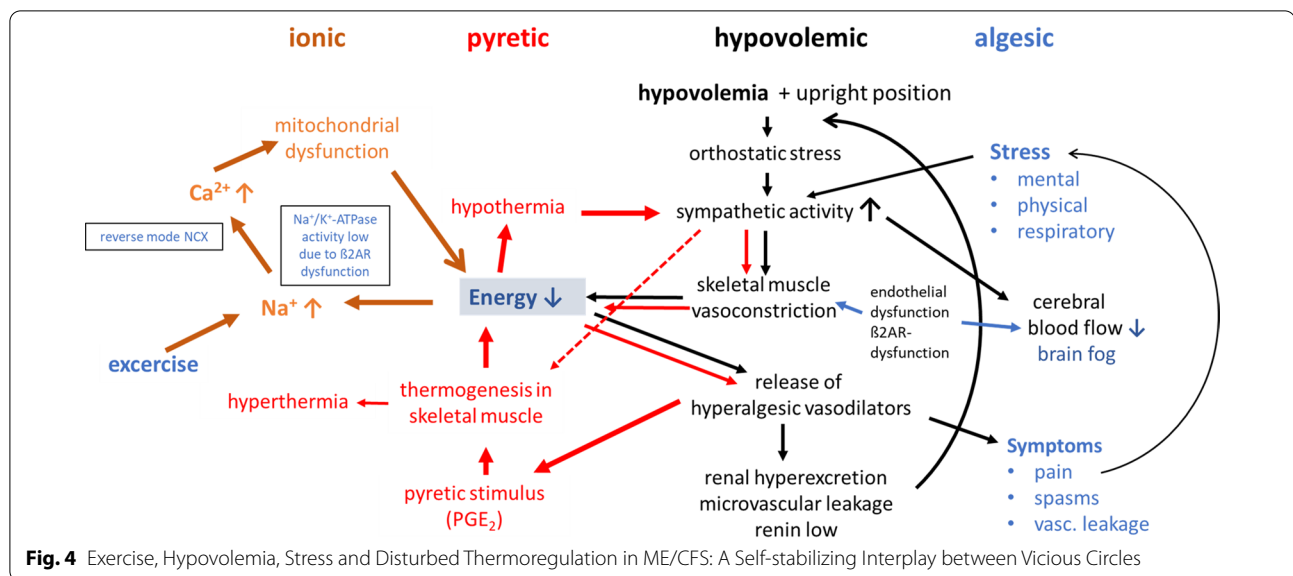 ionic
pyretic
hypovolemic
algesic
hypovolemia + upright position
mitochondrial
dysfunction
orthostatic stress
Stress
• mental
• physical
• respiratory
Ca²⁺ ↑
hypothermia
sympathetic activity ↑
reverse mode NCX
Na⁺/K⁺-ATPase
activity low
due to ß2AR
dysfunction
Na⁺ ↑
Energy ↓
skeletal muscle
vasoconstriction
endothelial
dysfunction
ß2AR-
dysfunction
cerebral
blood flow ↓
brain fog
excercise
hyperthermia
thermogenesis in
skeletal muscle
release of
hyperalgesic vasodilators
Symptoms
• pain
• spasms
• vasc. leakage
pyretic stimulus
(PGE₂)
renal hyperexcretion
microvascular leakage
renin low
Fig. 4 Exercise, Hypovolemia, Stress and Disturbed Thermoregulation in ME/CFS: A Self-stabilizing Interplay between Vicious Circles